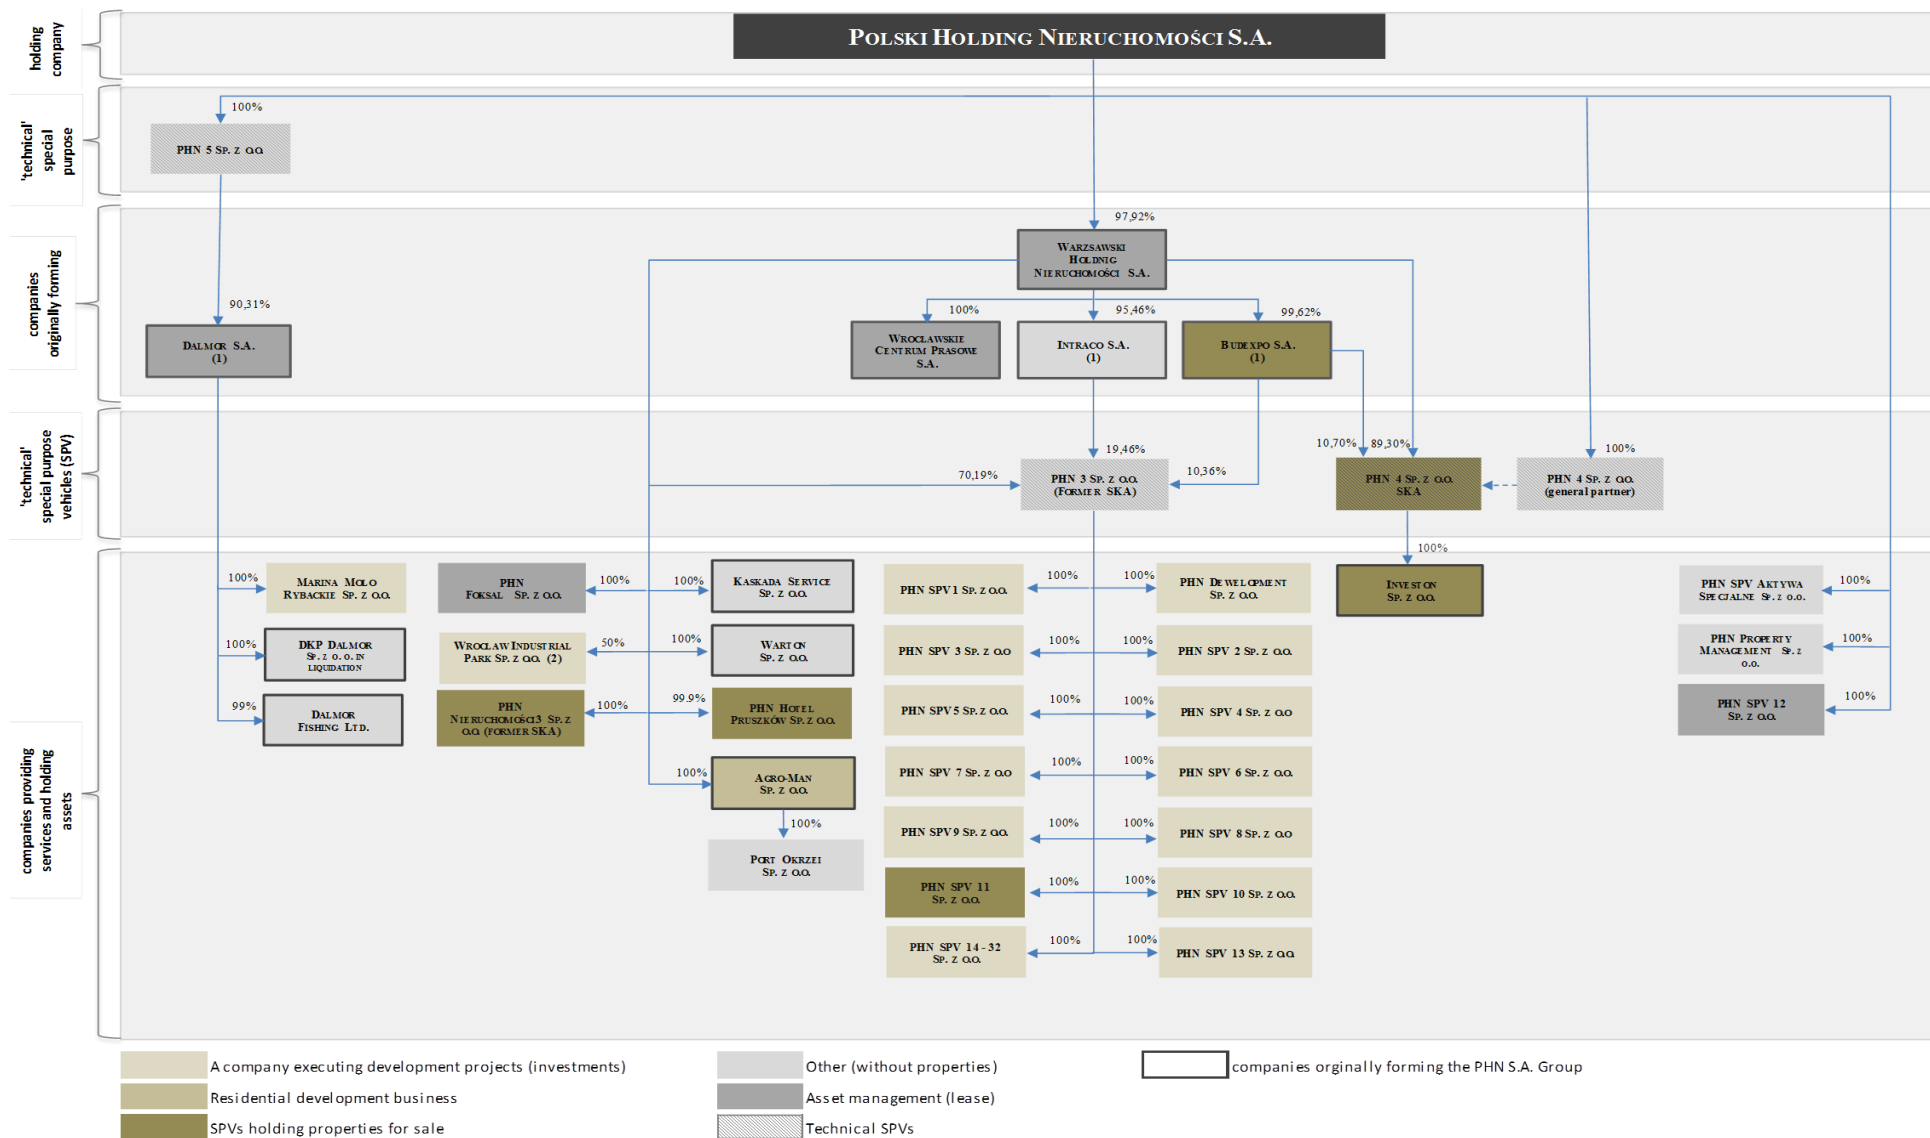 POLSKI HOLDING NIERUCHOMOŚCI S.A.
holding
company
'technical'
special
purpose
100%
PHN 5 SP. Z O.O.
companies
originally forming
97,92%
WARZSAWSKI
HOLDNIG
NIERUCHOMOŚCI S.A.
90,31%
100%
95,46%
99,62%
DALMOR S.A.
(1)
WROCŁAWSKIE
CENTRUM PRASOWE
S.A.
INTRACO S.A.
(1)
BUDEXPO S.A.
(1)
'technical'
special purpose
vehicles (SPV)
70,19%
19,46%
10,36%
10,70%
89,30%
100%
PHN 3 SP. Z O.O.
(FORMER SKA)
PHN 4 SP. Z O.O.
SKA
PHN 4 SP. Z O.O.
(general partner)
companies providing
services and holding
assets
100%
MARINA MOLO
RYBACKIE SP. Z O.O.
100%
DKP DALMOR
SP. Z O. O. IN
LIQUIDATION
99%
DALMOR
FISHING LTD.
PHN
FOKSAL SP. Z O.O.
100%
100%
KASKADA SERVICE
SP. Z O.O.
WROCLAW INDUSTRIAL
PARK SP. Z O.O. (2)
50%
100%
WARTON
SP. Z O.O.
PHN
NIERUCHOMOŚCI3 SP. Z
O.O. (FORMER SKA)
100%
99.9%
PHN HOTEL
PRUSZKÓW SP. Z O.O.
100%
AGRO-MAN
SP. Z O.O.
100%
PORT OKRZEI
SP. Z O.O.
PHN SPV 1 SP. Z O.O.
100%
100%
PHN DEWELOPMENT
SP. Z O.O.
PHN SPV 3 SP. Z O.O
100%
100%
PHN SPV 2 SP. Z O.O.
PHN SPV 5 SP. Z O.O.
100%
100%
PHN SPV 4 SP. Z O.O
PHN SPV 7 SP. Z O.O
100%
100%
PHN SPV 6 SP. Z O.O.
PHN SPV 9 SP. Z O.O.
100%
100%
PHN SPV 8 SP. Z O.O
PHN SPV 11
SP. Z O.O.
100%
100%
PHN SPV 10 SP. Z O.O.
PHN SPV 14 - 32
SP. Z O.O.
100%
100%
PHN SPV 13 SP. Z O.O.
100%
INVESTON
SP. Z O.O.
PHN SPV AKTYWA
SPECJALNE SP. Z O.O.
100%
PHN PROPERTY
MANAGEMENT SP. Z
O.O.
100%
PHN SPV 12
SP. Z O.O.
100%
A company executing development projects (investments)
Other (without properties)
companies orginally forming the PHN S.A. Group
Residential development business
Asset management (lease)
SPVs holding properties for sale
Technical SPVs